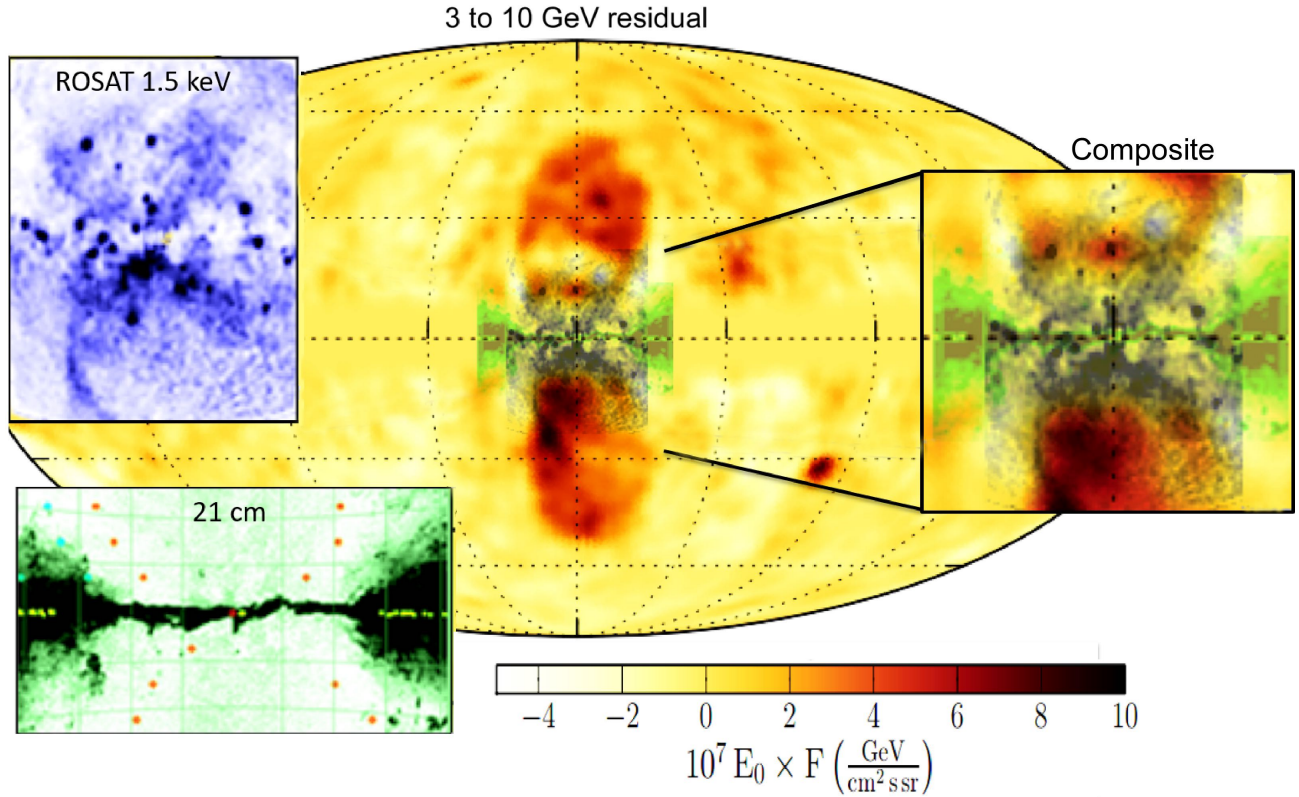 3 to 10 GeV residual
ROSAT 1.5 keV
Composite
21 cm
−4 −2 0 2 4 6 8 10
10⁷ E₀ × F (GeV / cm² s sr)